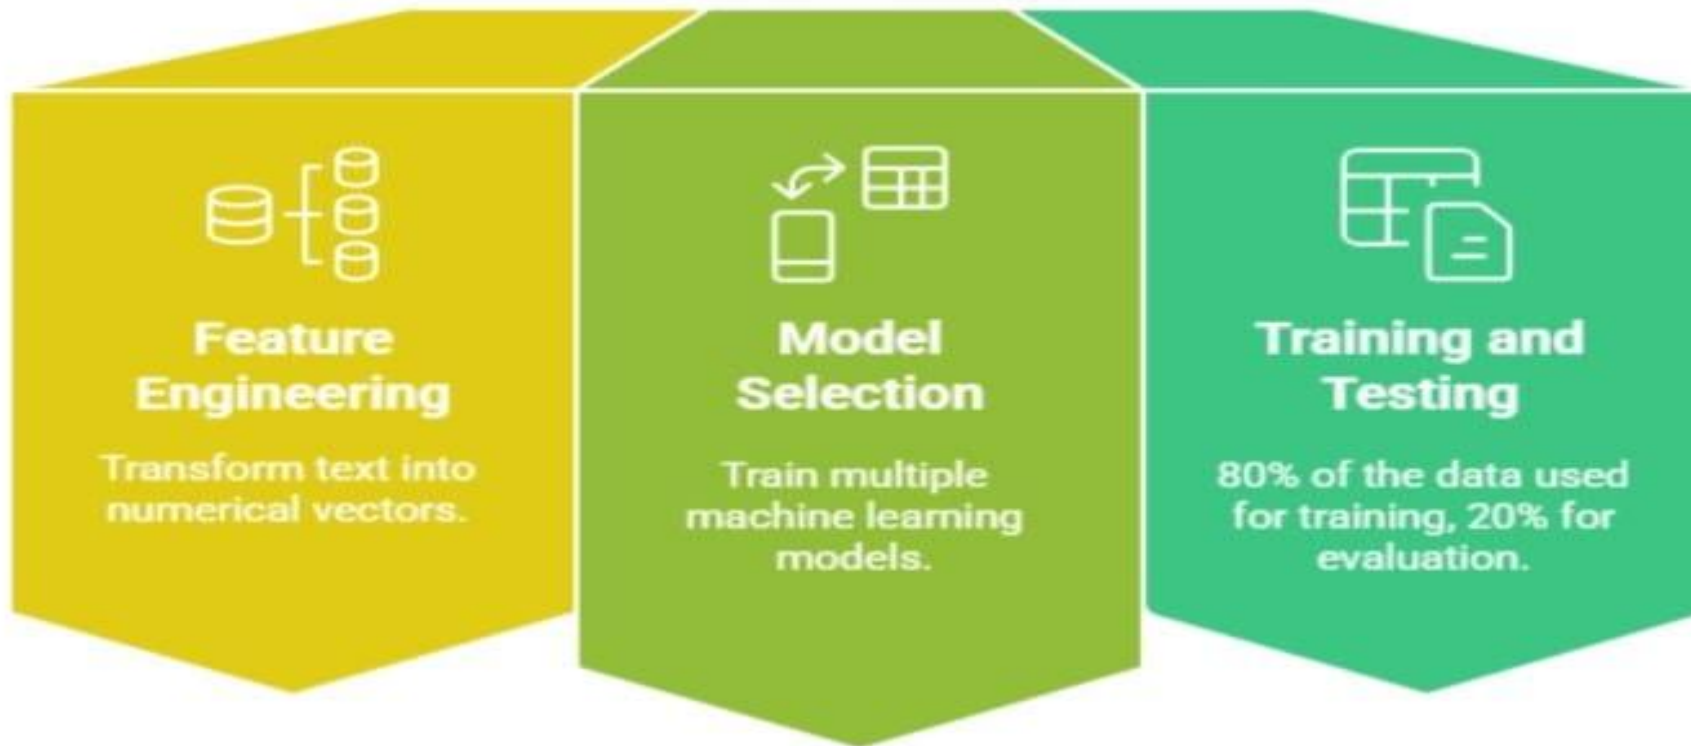 Feature
Engineering
Transform text into
numerical vectors.
Model
Selection
Train multiple
machine learning
models.
Training and
Testing
80% of the data used
for training, 20% for
evaluation.